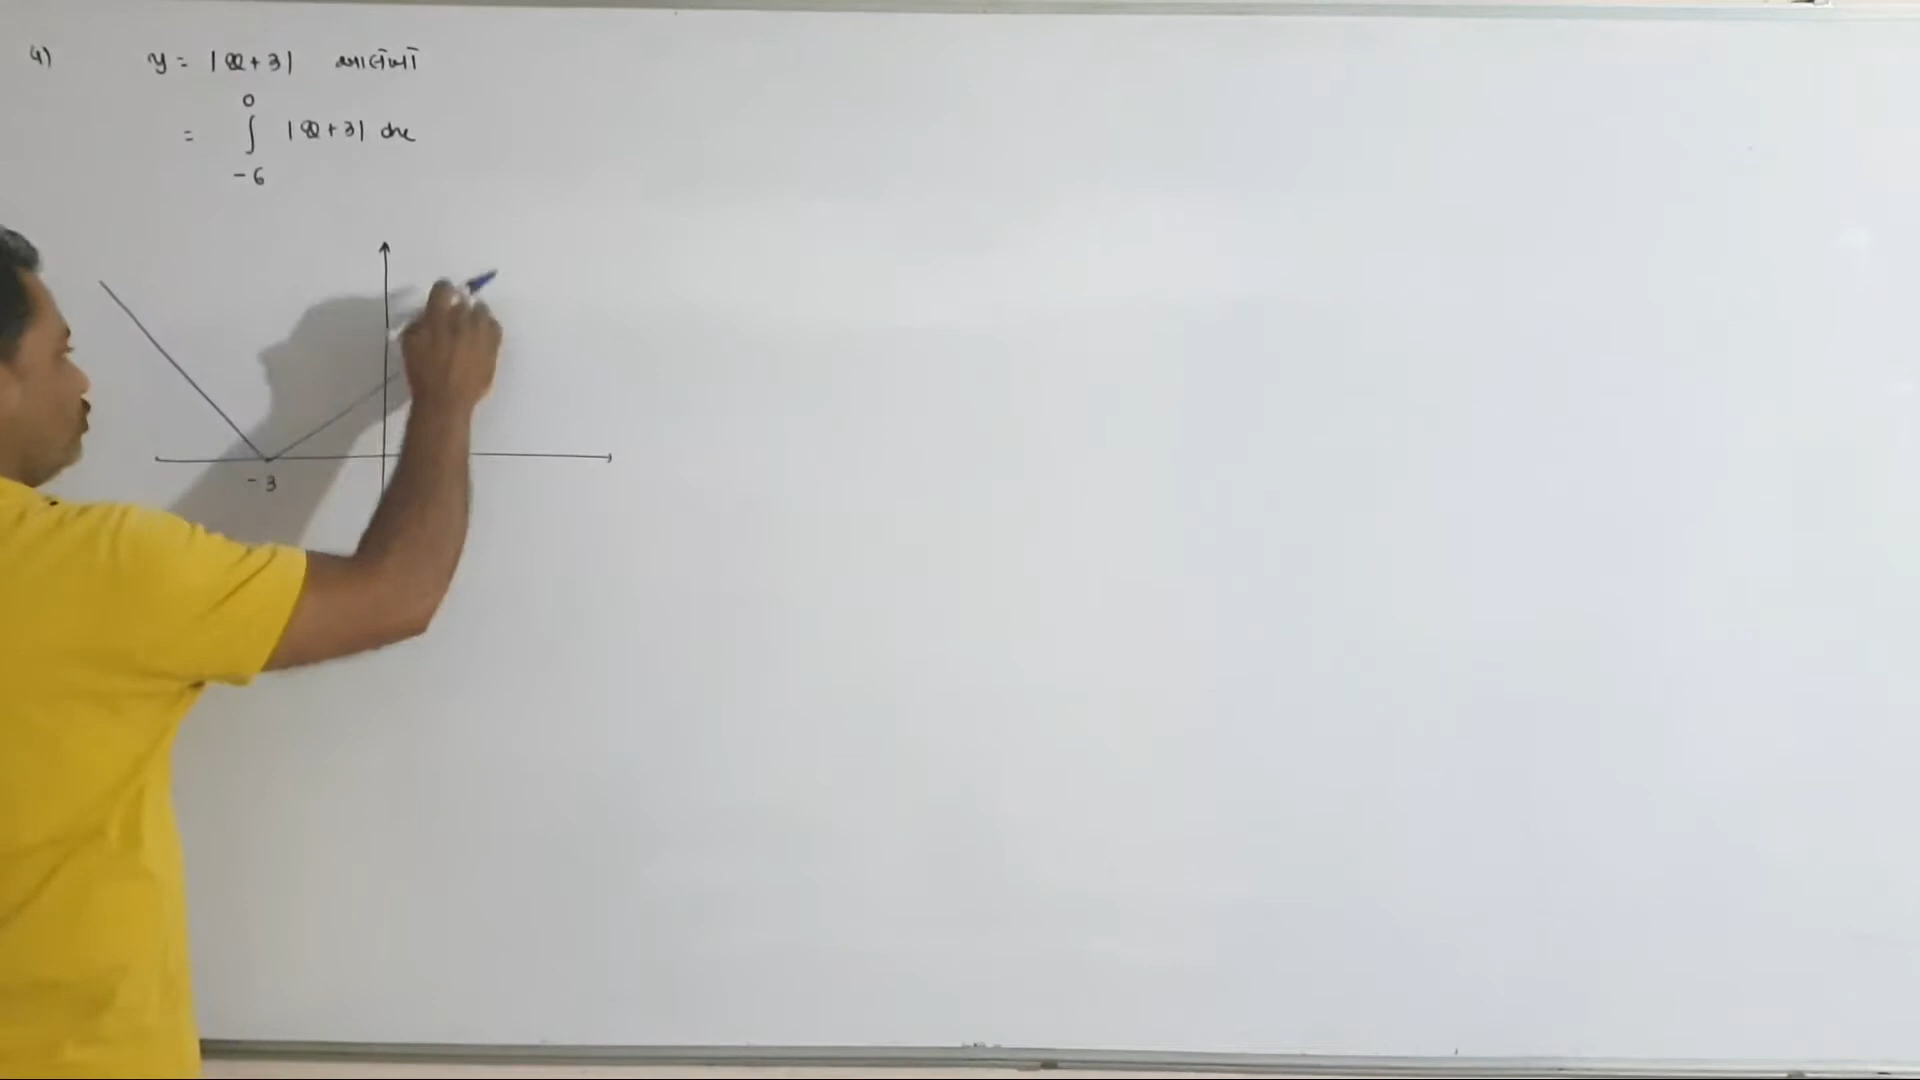 4) y = |x+3| આલેખો
0
= ∫ |x+3| dx
-6
-3